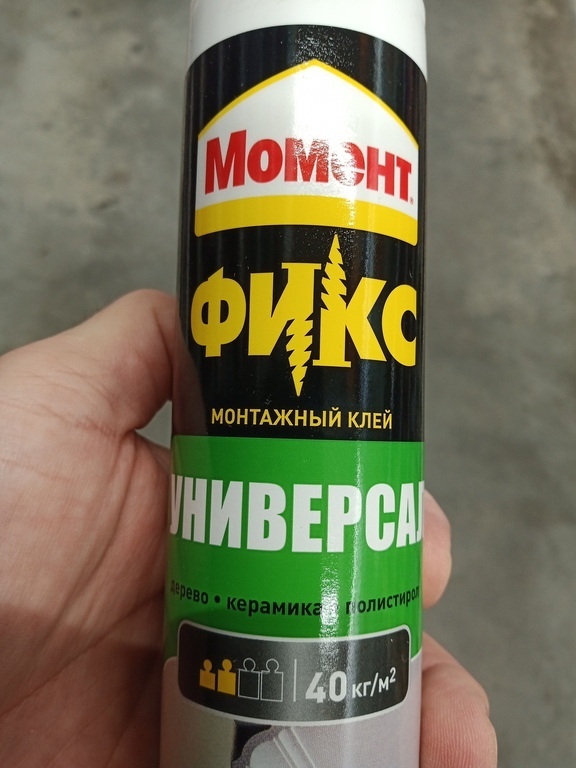 Момент
ФИКС
МОНТАЖНЫЙ КЛЕЙ
УНИВЕРСАЛ
дерево • керамика • полистирол
40 кг/м²